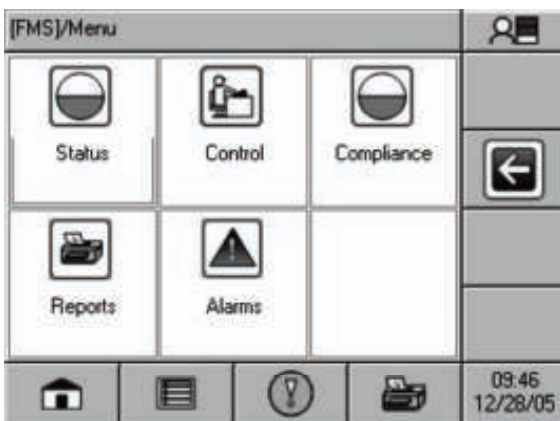 [FMS]/Menu
Status
Control
Compliance
Reports
Alarms
09:46
12/28/05